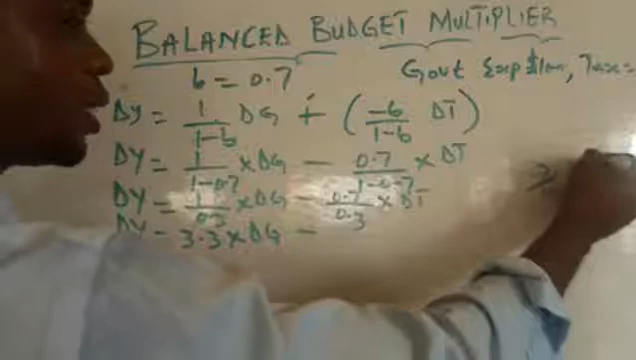 BALANCED BUDGET MULTIPLIER
b = 0.7
Govt
ΔY = 1/1-b ΔG + (-b/1-b ΔT)
ΔY = 1/1-0.7 × ΔG - 0.7/1-0.7 × ΔT
ΔY = 1/0.3 × ΔG - 0.7/0.3 × ΔT
ΔY = 3.3 × ΔG -